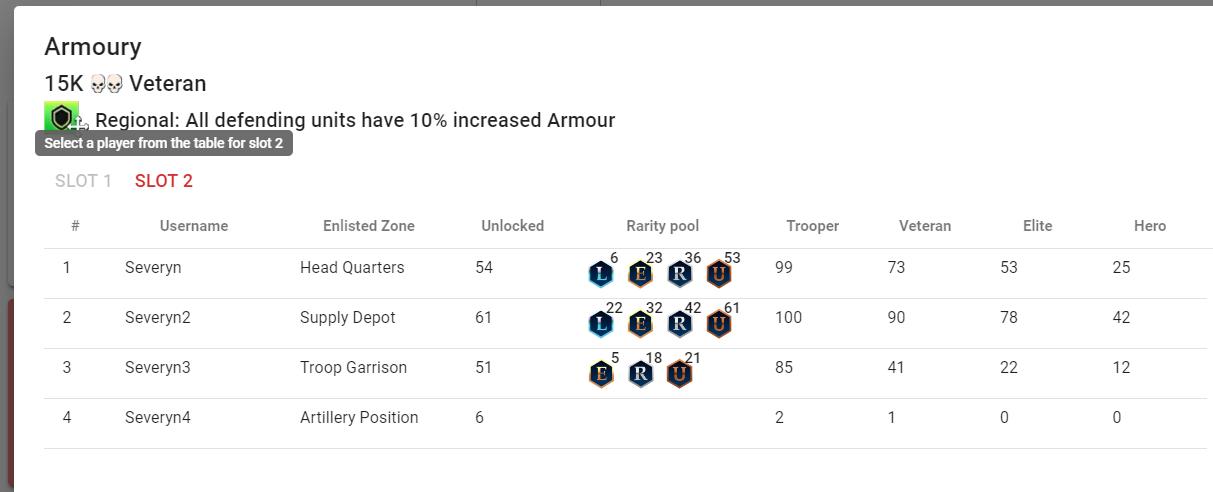 Armoury
15K 💀💀 Veteran
Regional: All defending units have 10% increased Armour
Select a player from the table for slot 2
SLOT 1 SLOT 2
# Username Enlisted Zone Unlocked Rarity pool Trooper Veteran Elite Hero
1 Severyn Head Quarters 54 L 6 E 23 R 36 U 53 99 73 53 25
2 Severyn2 Supply Depot 61 L 22 E 32 R 42 U 61 100 90 78 42
3 Severyn3 Troop Garrison 51 E 5 R 18 U 21 85 41 22 12
4 Severyn4 Artillery Position 6 2 1 0 0